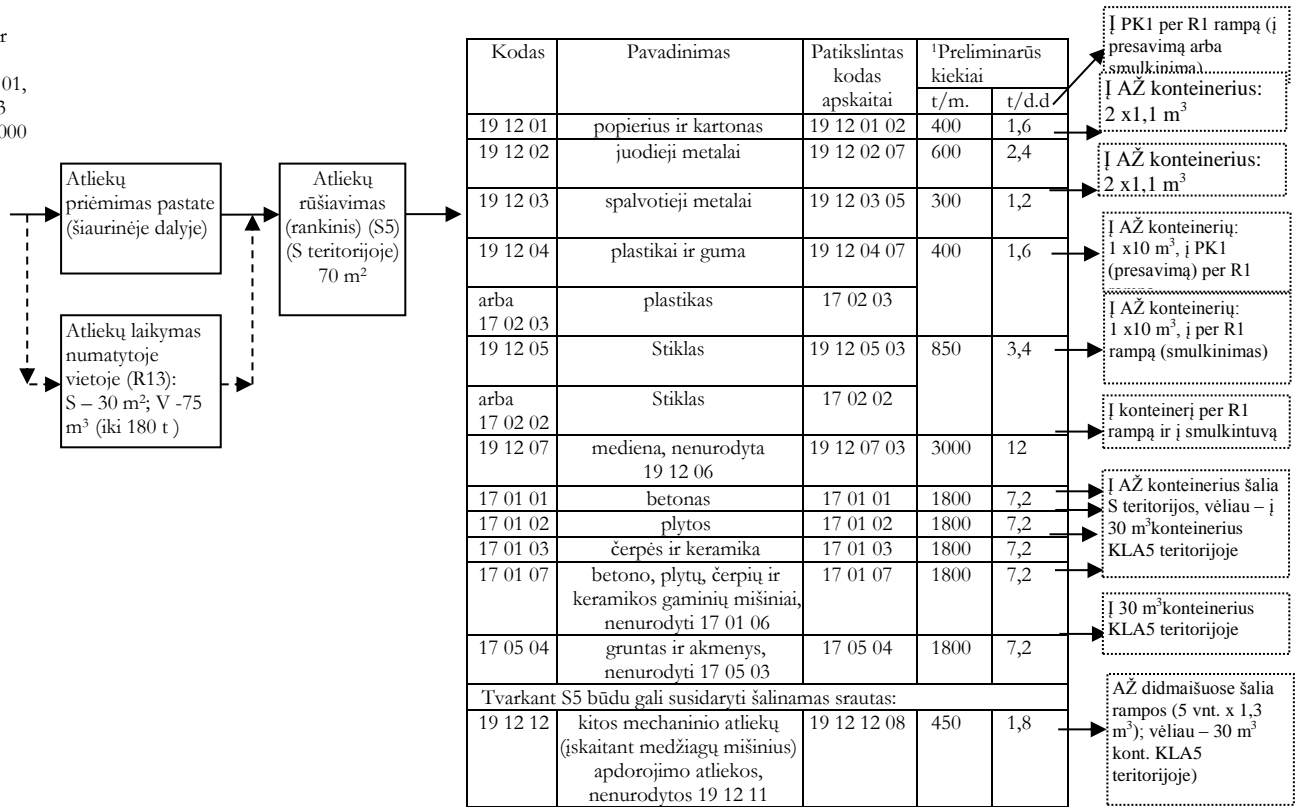 r
01,
3
000
Atliekų
priėmimas pastate
(šiaurinėje dalyje)
Atliekų laikymas
numatytoje
vietoje (R13):
S – 30 m²; V -75
m³ (iki 180 t )
Atliekų
rūšiavimas
(rankinis) (S5)
(S teritorijoje)
70 m²
Kodas Pavadinimas Patikslintas kodas apskaitai ¹Preliminarūs kiekiai
t/m. t/d.d
19 12 01 popierius ir kartonas 19 12 01 02 400 1,6
19 12 02 juodieji metalai 19 12 02 07 600 2,4
19 12 03 spalvotieji metalai 19 12 03 05 300 1,2
19 12 04 plastikai ir guma 19 12 04 07 400 1,6
arba plastikas 17 02 03
17 02 03
19 12 05 Stiklas 19 12 05 03 850 3,4
arba Stiklas 17 02 02
17 02 02
19 12 07 mediena, nenurodyta 19 12 07 03 3000 12
19 12 06
17 01 01 betonas 17 01 01 1800 7,2
17 01 02 plytos 17 01 02 1800 7,2
17 01 03 čerpės ir keramika 17 01 03 1800 7,2
17 01 07 betono, plytų, čerpių ir 17 01 07 1800 7,2
keramikos gaminių mišiniai,
nenurodyti 17 01 06
17 05 04 gruntas ir akmenys, 17 05 04 1800 7,2
nenurodyti 17 05 03
Tvarkant S5 būdu gali susidaryti šalinamas srautas:
19 12 12 kitos mechaninio atliekų 19 12 12 08 450 1,8
(įskaitant medžiagų mišinius)
apdorojimo atliekos,
nenurodytos 19 12 11
Į PK1 per R1 rampą (į
presavimą arba
smulkinimą)
Į AŽ konteinerius:
2 x1,1 m³
Į AŽ konteinerius:
2 x1,1 m³
Į AŽ konteinerių:
1 x10 m³, į PK1
(presavimą) per R1
Į AŽ konteinerių:
1 x10 m³, į per R1
rampą (smulkinimas)
Į konteinerį per R1
rampą ir į smulkintuvą
Į AŽ konteinerius šalia
S teritorijos, vėliau – į
30 m³konteinerius
KLA5 teritorijoje
Į 30 m³konteinerius
KLA5 teritorijoje
AŽ didmaišuose šalia
rampos (5 vnt. x 1,3
m³); vėliau – 30 m³
kont. KLA5
teritorijoje)